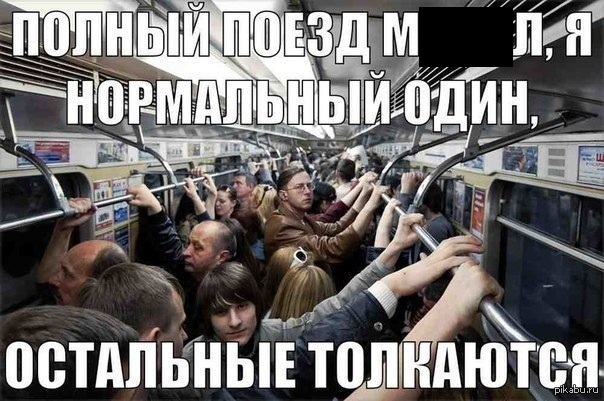 ПОЛНЫЙ ПОЕЗД М Л, Я
НОРМАЛЬНЫЙ ОДИН,
ОСТАЛЬНЫЕ ТОЛКАЮТСЯ
pikabu.ru